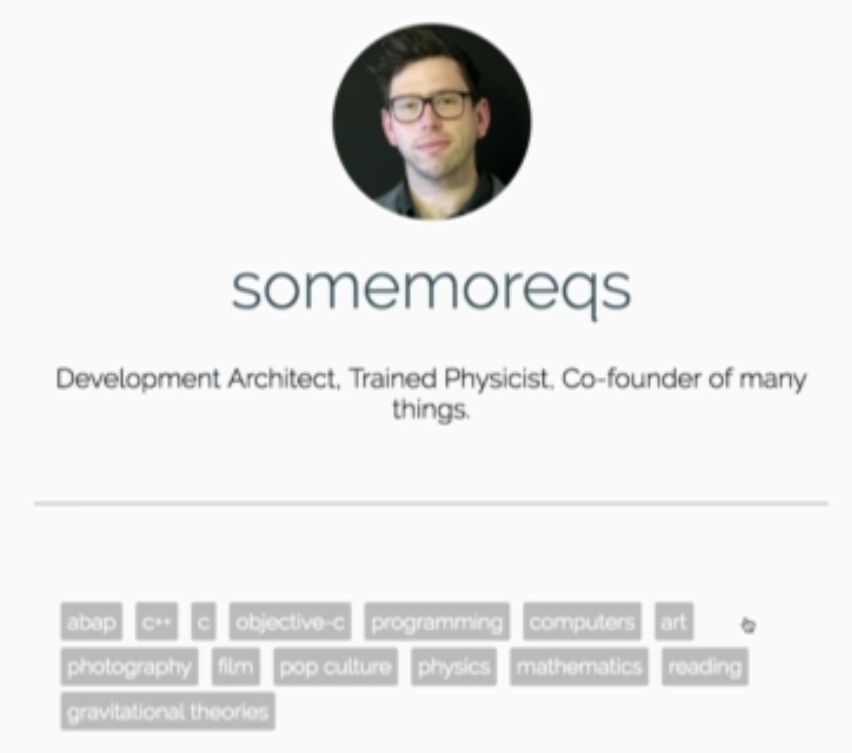 somemoreqs
Development Architect, Trained Physicist, Co-founder of many
things.
abap c++ c objective-c programming computers art
photography film pop culture physics mathematics reading
gravitational theories